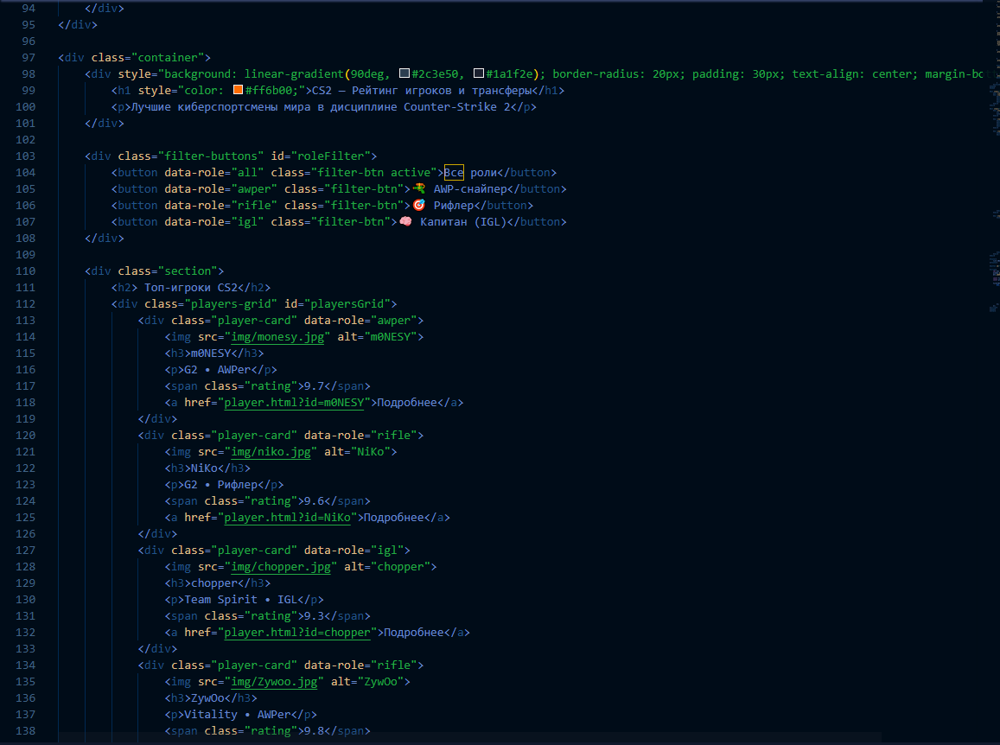 94 </div>
95 </div>
96
97 <div class="container">
98 <div style="background: linear-gradient(90deg, #2c3e50, #1a1f2e); border-radius: 20px; padding: 30px; text-align: center; margin-bot
99 <h1 style="color: #ff6b00;">CS2 — Рейтинг игроков и трансферы</h1>
100 <p>Лучшие киберспортсмены мира в дисциплине Counter-Strike 2</p>
101 </div>
102
103 <div class="filter-buttons" id="roleFilter">
104 <button data-role="all" class="filter-btn active">Все роли</button>
105 <button data-role="awper" class="filter-btn">🔫 AWP-снайпер</button>
106 <button data-role="rifle" class="filter-btn">🎯 Рифлер</button>
107 <button data-role="igl" class="filter-btn">🧠 Капитан (IGL)</button>
108 </div>
109
110 <div class="section">
111 <h2> Топ-игроки CS2</h2>
112 <div class="players-grid" id="playersGrid">
113 <div class="player-card" data-role="awper">
114 <img src="img/monesy.jpg" alt="m0NESY">
115 <h3>m0NESY</h3>
116 <p>G2 • AWPer</p>
117 <span class="rating">9.7</span>
118 <a href="player.html?id=m0NESY">Подробнее</a>
119 </div>
120 <div class="player-card" data-role="rifle">
121 <img src="img/niko.jpg" alt="NiKo">
122 <h3>NiKo</h3>
123 <p>G2 • Рифлер</p>
124 <span class="rating">9.6</span>
125 <a href="player.html?id=NiKo">Подробнее</a>
126 </div>
127 <div class="player-card" data-role="igl">
128 <img src="img/chopper.jpg" alt="chopper">
129 <h3>chopper</h3>
130 <p>Team Spirit • IGL</p>
131 <span class="rating">9.3</span>
132 <a href="player.html?id=chopper">Подробнее</a>
133 </div>
134 <div class="player-card" data-role="rifle">
135 <img src="img/Zywoo.jpg" alt="ZywOo">
136 <h3>ZywOo</h3>
137 <p>Vitality • AWPer</p>
138 <span class="rating">9.8</span>